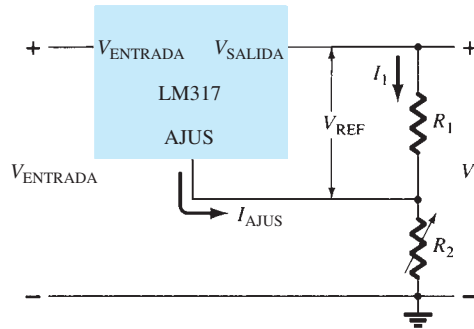 + V_ENTRADA V_SALIDA +
I_1
LM317
R_1
V_REF
AJUS
V_ENTRADA V
I_AJUS
R_2
− −